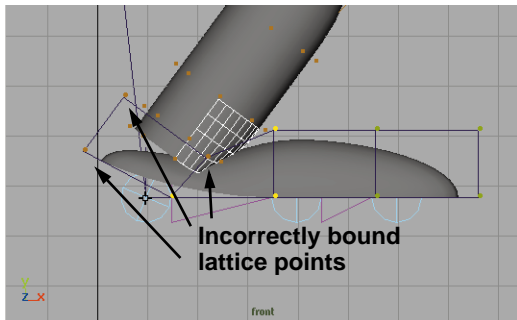 Incorrectly bound
lattice points
y
z x
front